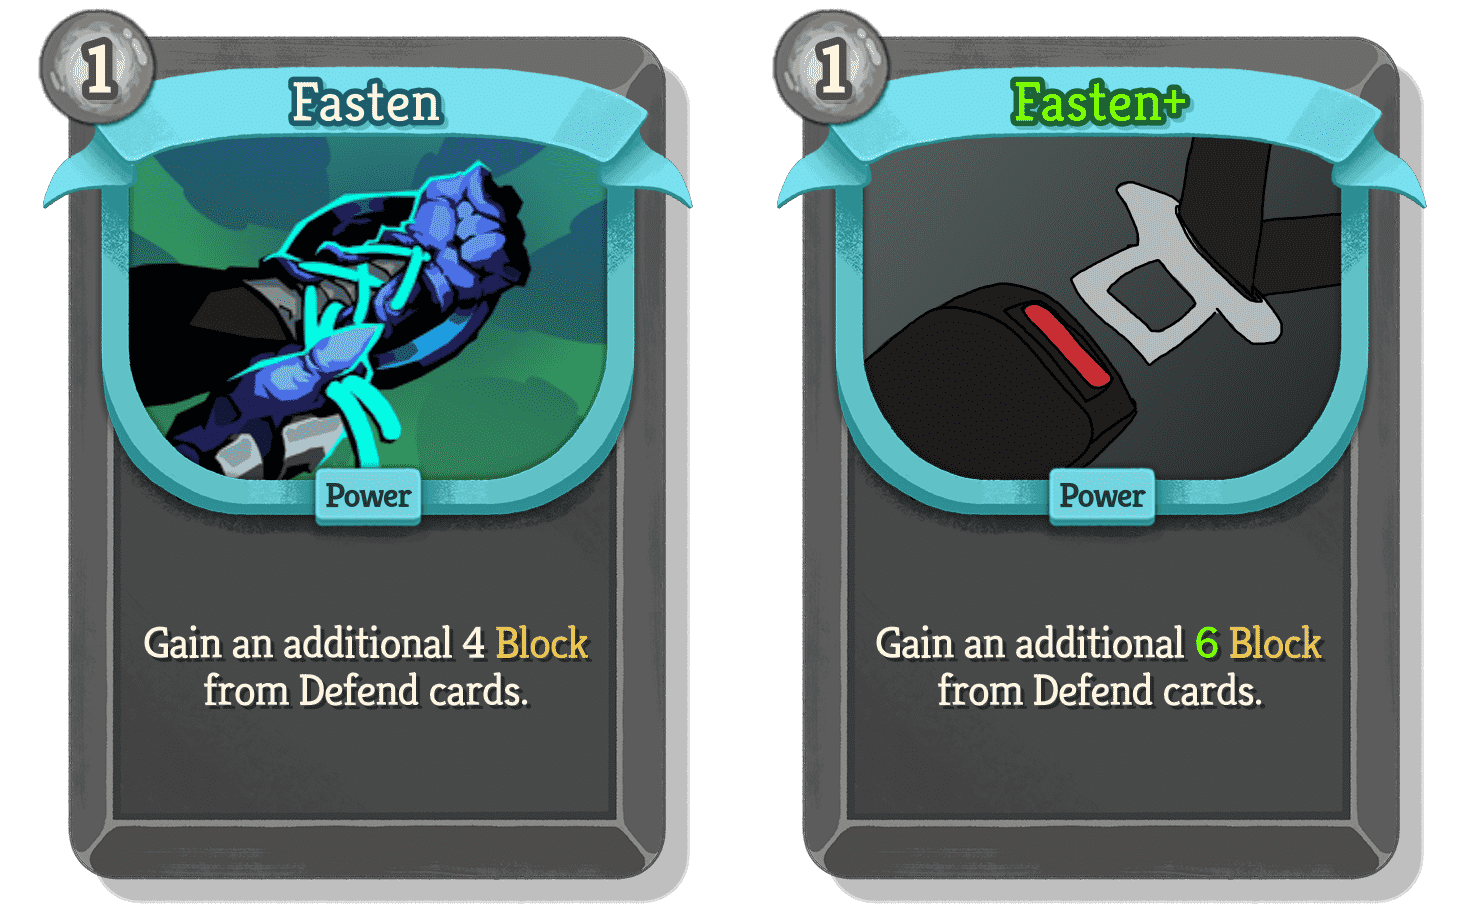 1
Fasten
Power
Gain an additional 4 Block
from Defend cards.
1
Fasten+
Power
Gain an additional 6 Block
from Defend cards.